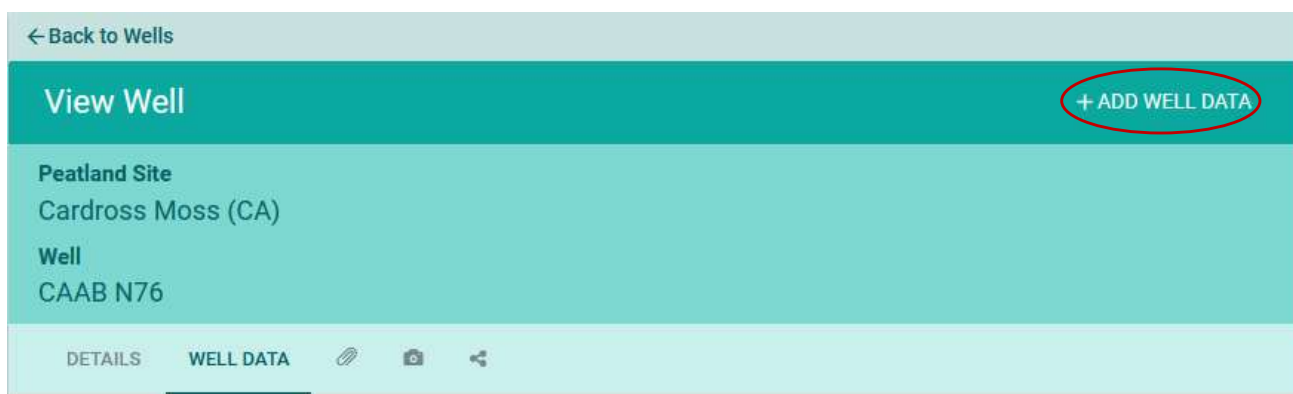 Back to Wells
View Well
+ ADD WELL DATA
Peatland Site
Cardross Moss (CA)
Well
CAAB N76
DETAILS WELL DATA